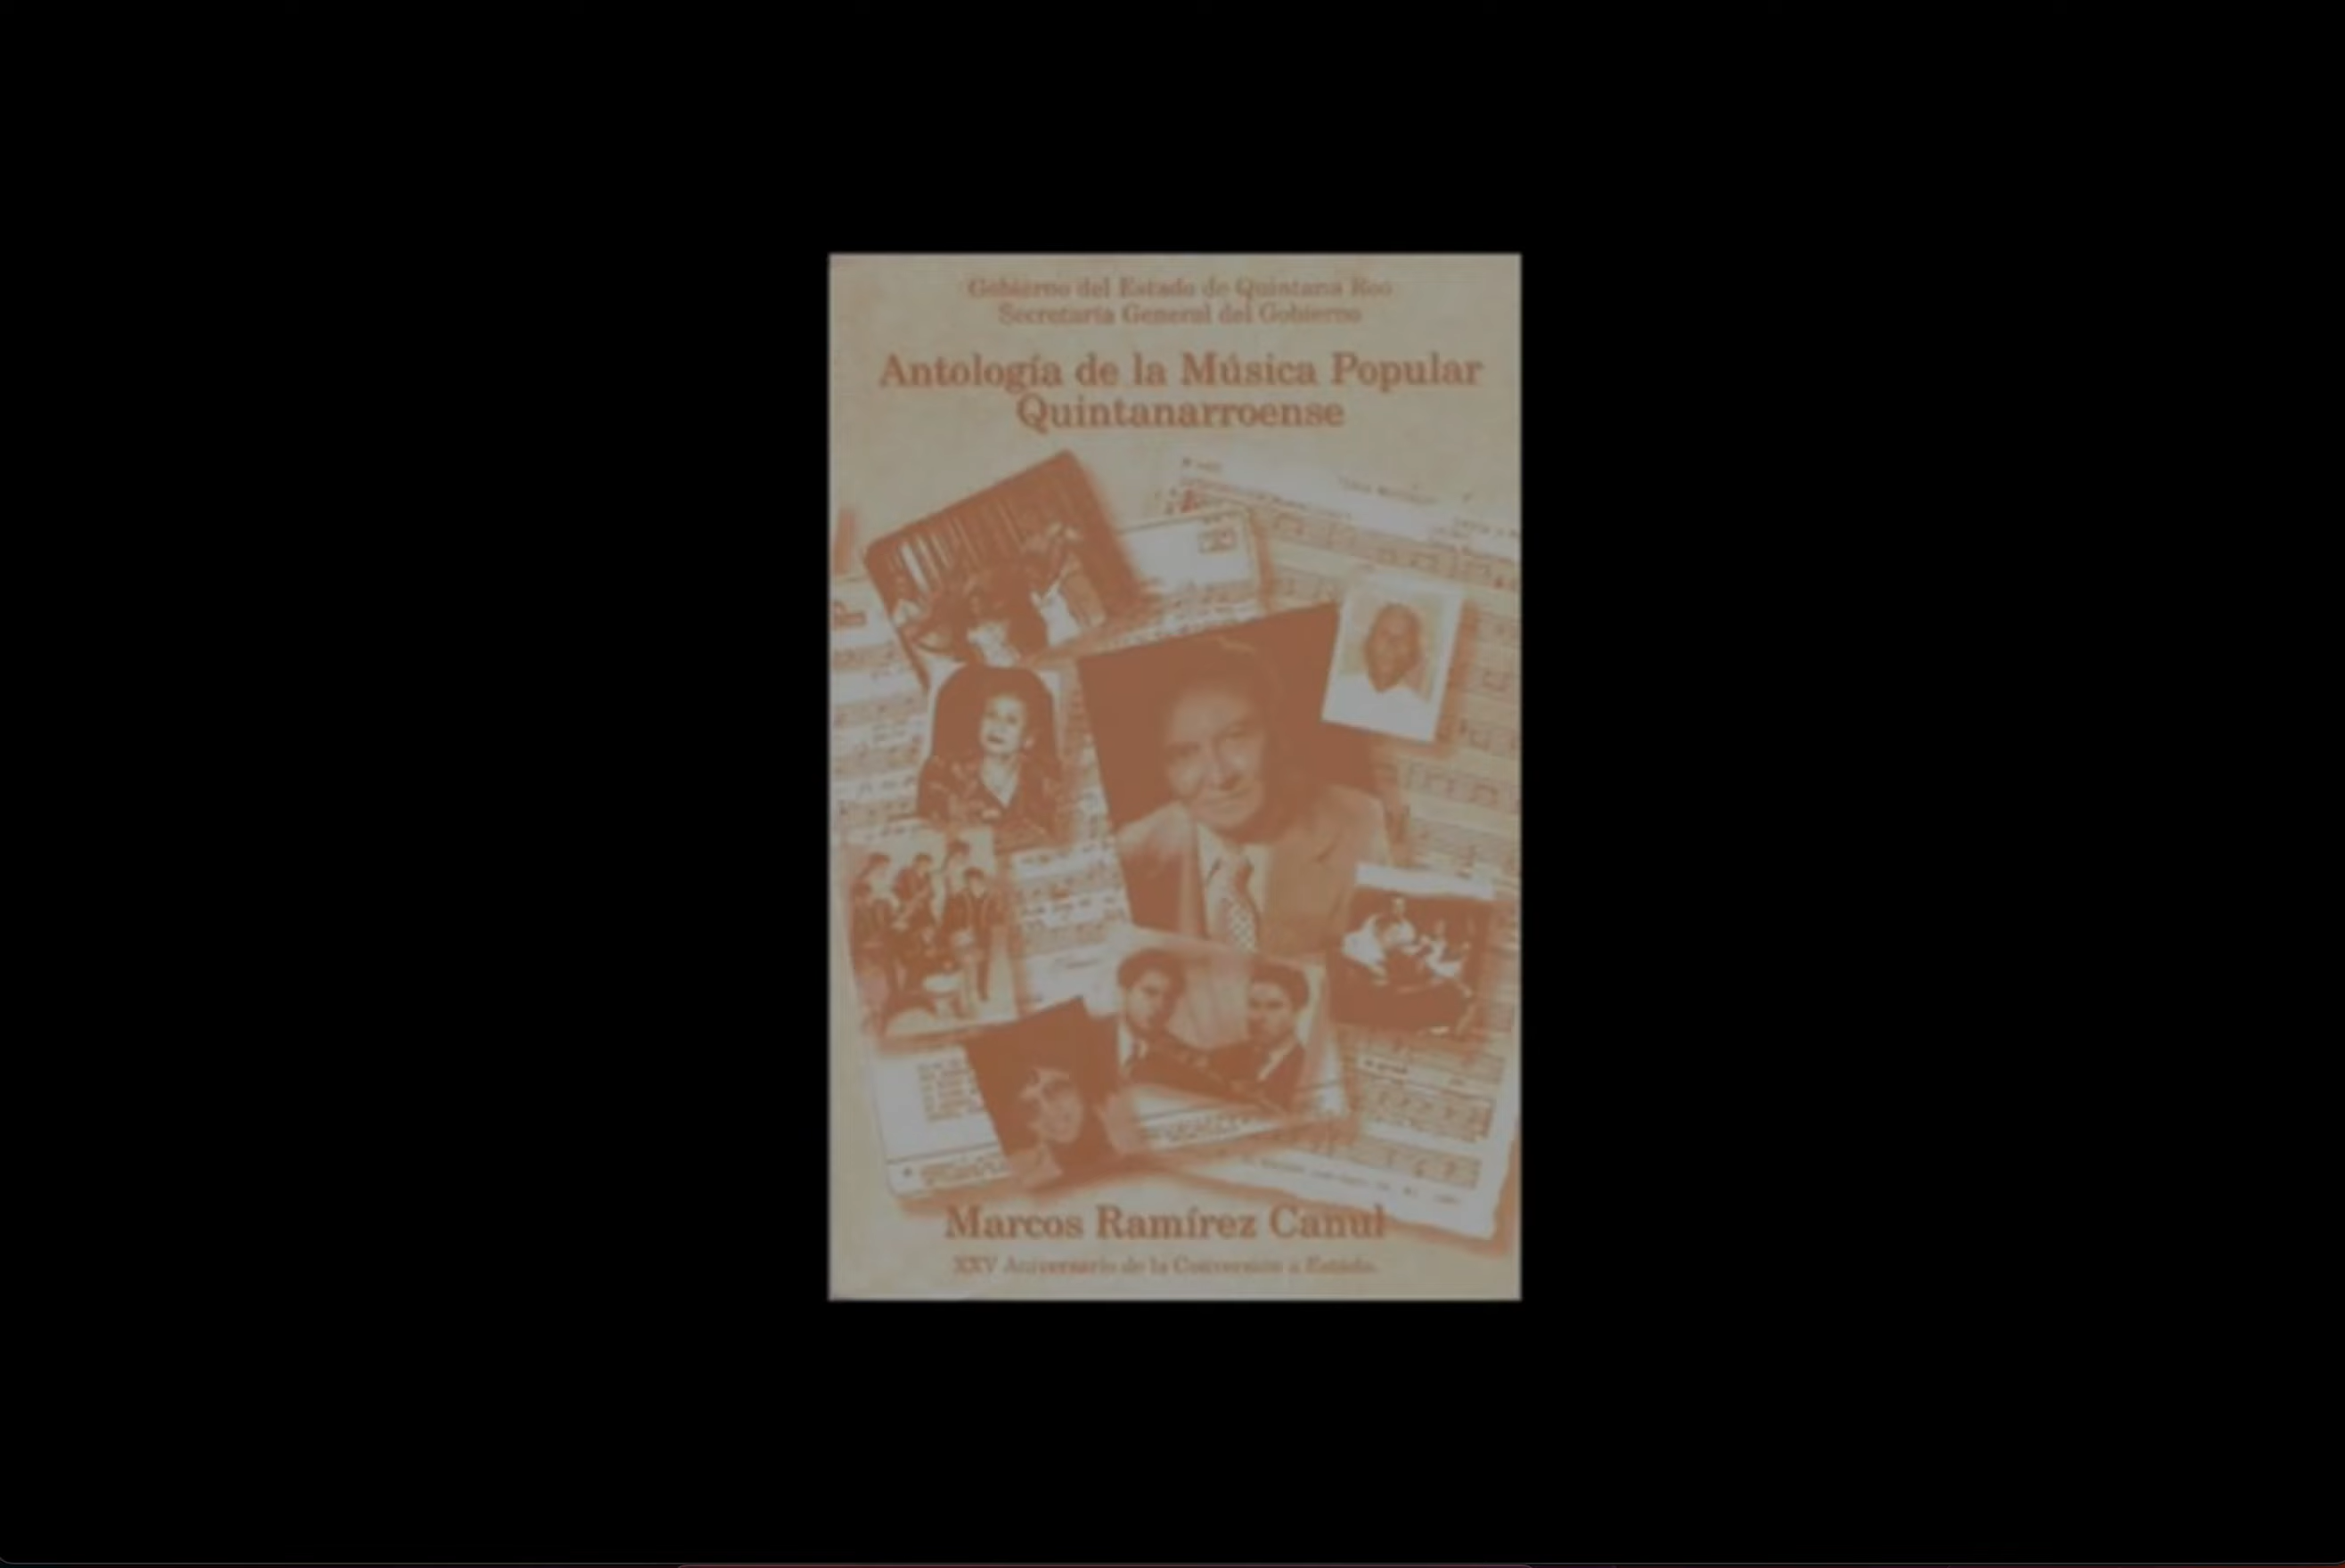 Gobierno del Estado de Quintana Roo
Secretaría General del Gobierno
Antología de la Música Popular
Quintanarroense
Marcos Ramírez Canul
XXV Aniversario de la Conversión a Estado.